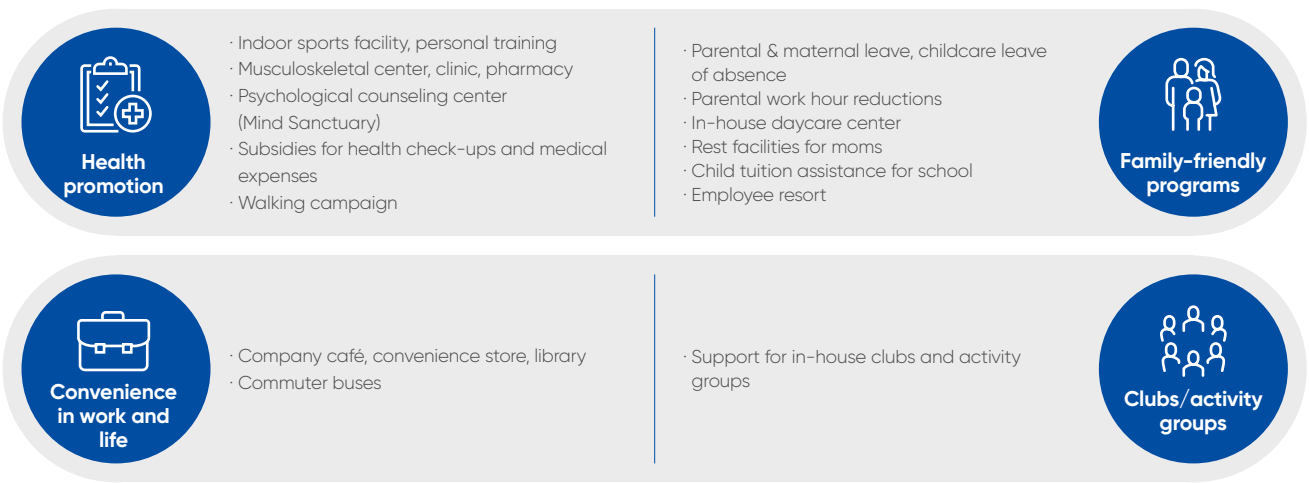 Health
promotion
· Indoor sports facility, personal training
· Musculoskeletal center, clinic, pharmacy
· Psychological counseling center
(Mind Sanctuary)
· Subsidies for health check-ups and medical
expenses
· Walking campaign
· Parental & maternal leave, childcare leave
of absence
· Parental work hour reductions
· In-house daycare center
· Rest facilities for moms
· Child tuition assistance for school
· Employee resort
Family-friendly
programs
Convenience
in work and
life
· Company café, convenience store, library
· Commuter buses
· Support for in-house clubs and activity
groups
Clubs/activity
groups